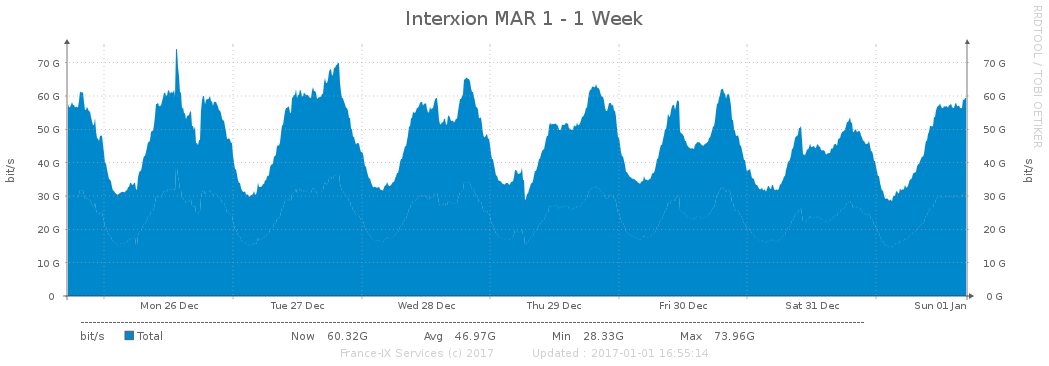 Interxion MAR 1 - 1 Week
RRDTOOL / TOBI OETIKER
bit/s
bit/s
70 G 70 G
60 G 60 G
50 G 50 G
40 G 40 G
30 G 30 G
20 G 20 G
10 G 10 G
0 0 G
Mon 26 Dec Tue 27 Dec Wed 28 Dec Thu 29 Dec Fri 30 Dec Sat 31 Dec Sun 01 Jan
bit/s Total Now 60.32G Avg 46.97G Min 28.33G Max 73.96G
France-IX Services (c) 2017 Updated : 2017-01-01 16:55:14